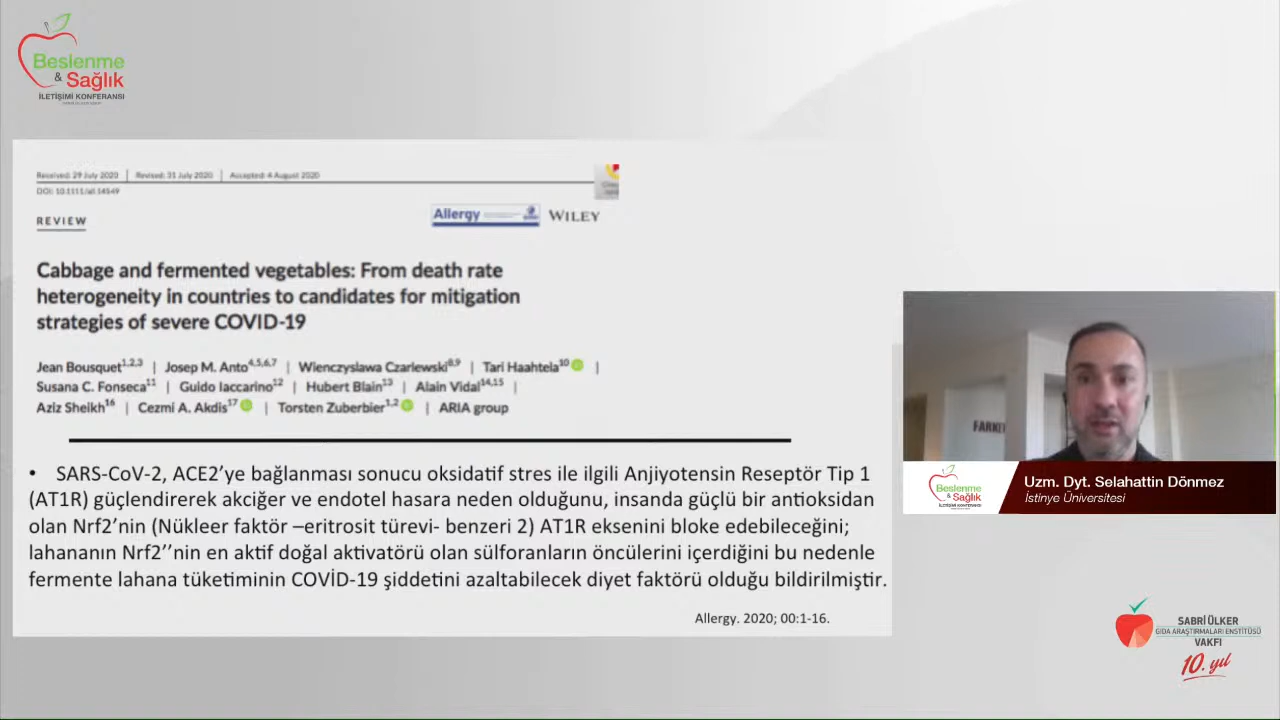 Beslenme
& Sağlık
İLETİŞİMİ KONFERANSI
Received: 29 July 2020 | Revised: 31 July 2020 | Accepted: 4 August 2020
DOI: 10.1111/all.14549
REVIEW
Allergy WILEY
Cabbage and fermented vegetables: From death rate
heterogeneity in countries to candidates for mitigation
strategies of severe COVID-19
Jean Bousquet1,2,3 | Josep M. Anto4,5,6,7 | Wienczyslawa Czarlewski8,9 | Tari Haahtela10 |
Susana C. Fonseca11 | Guido Iaccarino12 | Hubert Blain13 | Alain Vidal14,15 |
Aziz Sheikh16 | Cezmi A. Akdis17 | Torsten Zuberbier1,2 | ARIA group
• SARS-CoV-2, ACE2’ye bağlanması sonucu oksidatif stres ile ilgili Anjiyotensin Reseptör Tip 1
(AT1R) güçlendirerek akciğer ve endotel hasara neden olduğunu, insanda güçlü bir antioksidan
olan Nrf2’nin (Nükleer faktör –eritrosit türevi- benzeri 2) AT1R eksenini bloke edebileceğini;
lahananın Nrf2’’nin en aktif doğal aktivatörü olan sülforanların öncülerini içerdiğini bu nedenle
fermente lahana tüketiminin COVİD-19 şiddetini azaltabilecek diyet faktörü olduğu bildirilmiştir.
Allergy. 2020; 00:1-16.
FARKI
Beslenme
& Sağlık
Uzm. Dyt. Selahattin Dönmez
İstinye Üniversitesi
SABRİ ÜLKER
GIDA ARAŞTIRMALARI ENSTİTÜSÜ
VAKFI
10. yıl